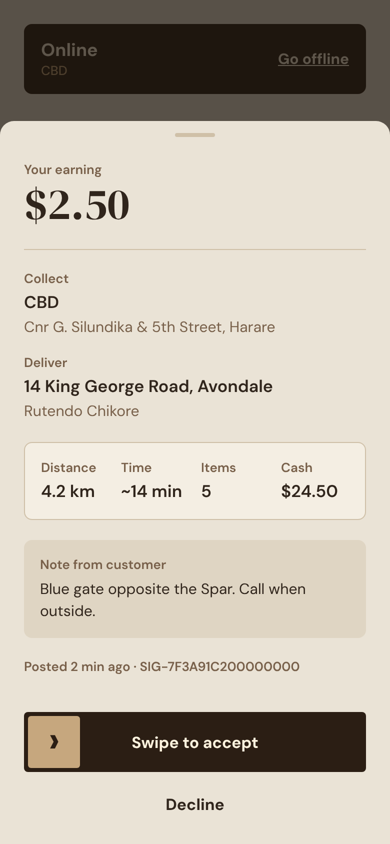 Online
CBD
Go offline
Your earning
$2.50
Collect
CBD
Cnr G. Silundika & 5th Street, Harare
Deliver
14 King George Road, Avondale
Rutendo Chikore
Distance Time Items Cash
4.2 km ~14 min 5 $24.50
Note from customer
Blue gate opposite the Spar. Call when
outside.
Posted 2 min ago · SIG-7F3A91C200000000
Swipe to accept
Decline